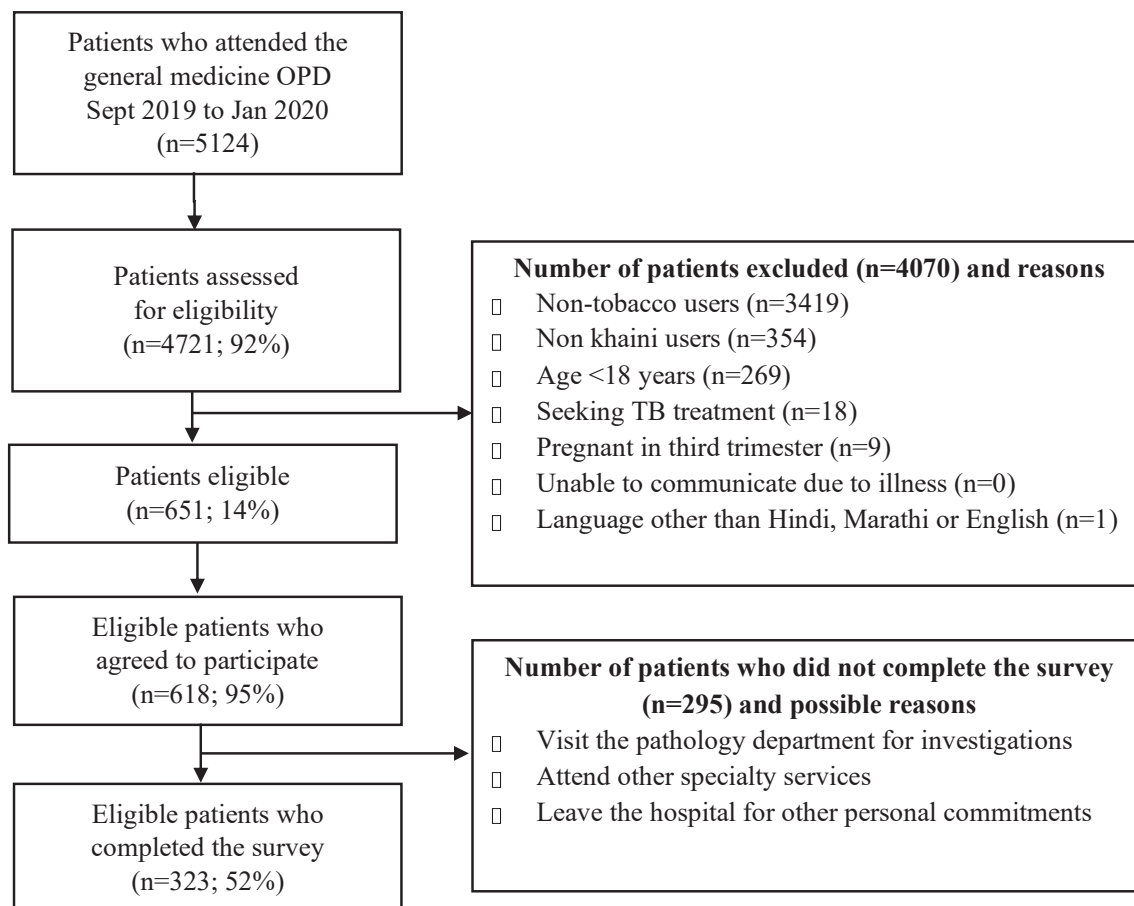 Patients who attended the
general medicine OPD
Sept 2019 to Jan 2020
(n=5124)
Patients assessed
for eligibility
(n=4721; 92%)
Number of patients excluded (n=4070) and reasons
▯ Non-tobacco users (n=3419)
▯ Non khaini users (n=354)
▯ Age <18 years (n=269)
▯ Seeking TB treatment (n=18)
▯ Pregnant in third trimester (n=9)
▯ Unable to communicate due to illness (n=0)
▯ Language other than Hindi, Marathi or English (n=1)
Patients eligible
(n=651; 14%)
Eligible patients who
agreed to participate
(n=618; 95%)
Number of patients who did not complete the survey
(n=295) and possible reasons
▯ Visit the pathology department for investigations
▯ Attend other specialty services
▯ Leave the hospital for other personal commitments
Eligible patients who
completed the survey
(n=323; 52%)